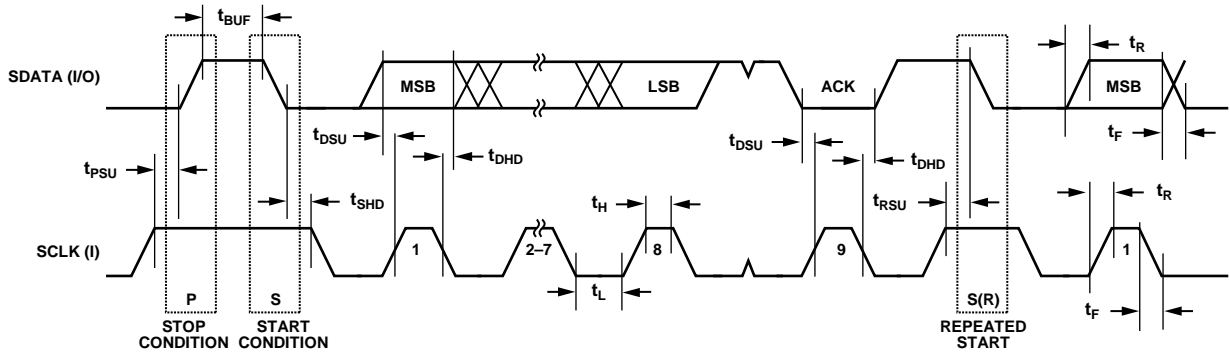 tBUF
SDATA (I/O)
MSB
LSB
ACK
tR
MSB
tDSU
tDHD
tDSU
tDHD
tF
tPSU
tSHD
tH
tRSU
tR
SCLK (I)
1
2–7
8
9
1
P
S
tL
S(R)
tF
STOP
CONDITION
START
CONDITION
REPEATED
START